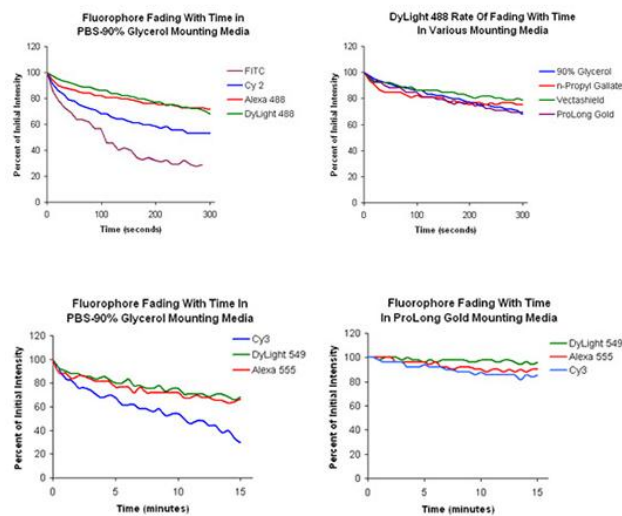 Fluorophore Fading With Time in
PBS-90% Glycerol Mounting Media
Percent of Initial Intensity
120
100
80
60
40
20
0
0
100
200
300
Time (seconds)
FITC
Cy 2
Alexa 488
DyLight 488
DyLight 488 Rate Of Fading With Time
In Various Mounting Media
Percent of Initial Intensity
120
100
80
60
40
20
0
0
100
200
300
Time (seconds)
90% Glycerol
n-Propyl Gallate
Vectashield
ProLong Gold
Fluorophore Fading With Time In
PBS-90% Glycerol Mounting Media
Percent of Initial Intensity
100
80
60
40
20
0
0
5
10
15
Time (minutes)
Cy3
DyLight 549
Alexa 555
Fluorophore Fading With Time
In ProLong Gold Mounting Media
Percent of Initial Intensity
120
100
80
60
40
20
0
0
5
10
15
Time (minutes)
DyLight 549
Alexa 555
Cy3